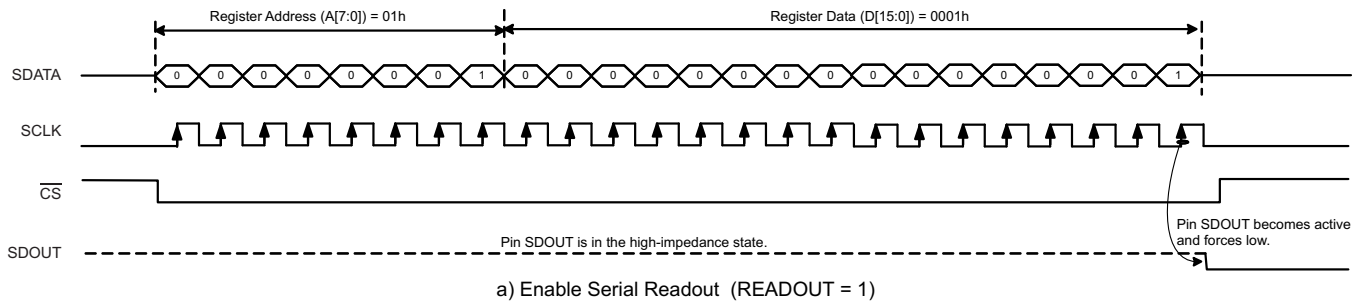 Register Address (A[7:0]) = 01h Register Data (D[15:0]) = 0001h
SDATA 0 0 0 0 0 0 0 1 0 0 0 0 0 0 0 0 0 0 0 0 0 0 0 1
SCLK
CS
Pin SDOUT becomes active
and forces low.
SDOUT Pin SDOUT is in the high-impedance state.
a) Enable Serial Readout (READOUT = 1)